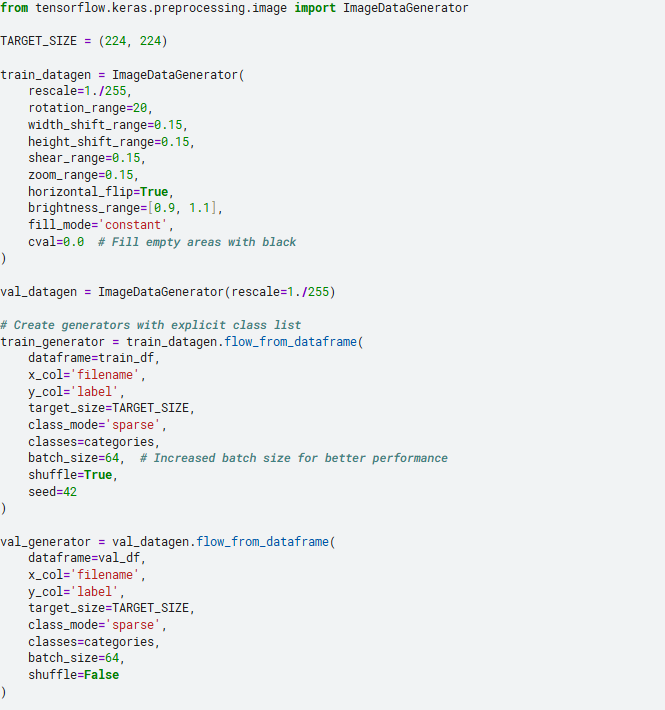 from tensorflow.keras.preprocessing.image import ImageDataGenerator
TARGET_SIZE = (224, 224)
train_datagen = ImageDataGenerator(
    rescale=1./255,
    rotation_range=20,
    width_shift_range=0.15,
    height_shift_range=0.15,
    shear_range=0.15,
    zoom_range=0.15,
    horizontal_flip=True,
    brightness_range=[0.9, 1.1],
    fill_mode='constant',
    cval=0.0  # Fill empty areas with black
)
val_datagen = ImageDataGenerator(rescale=1./255)
# Create generators with explicit class list
train_generator = train_datagen.flow_from_dataframe(
    dataframe=train_df,
    x_col='filename',
    y_col='label',
    target_size=TARGET_SIZE,
    class_mode='sparse',
    classes=categories,
    batch_size=64,  # Increased batch size for better performance
    shuffle=True,
    seed=42
)
val_generator = val_datagen.flow_from_dataframe(
    dataframe=val_df,
    x_col='filename',
    y_col='label',
    target_size=TARGET_SIZE,
    class_mode='sparse',
    classes=categories,
    batch_size=64,
    shuffle=False
)